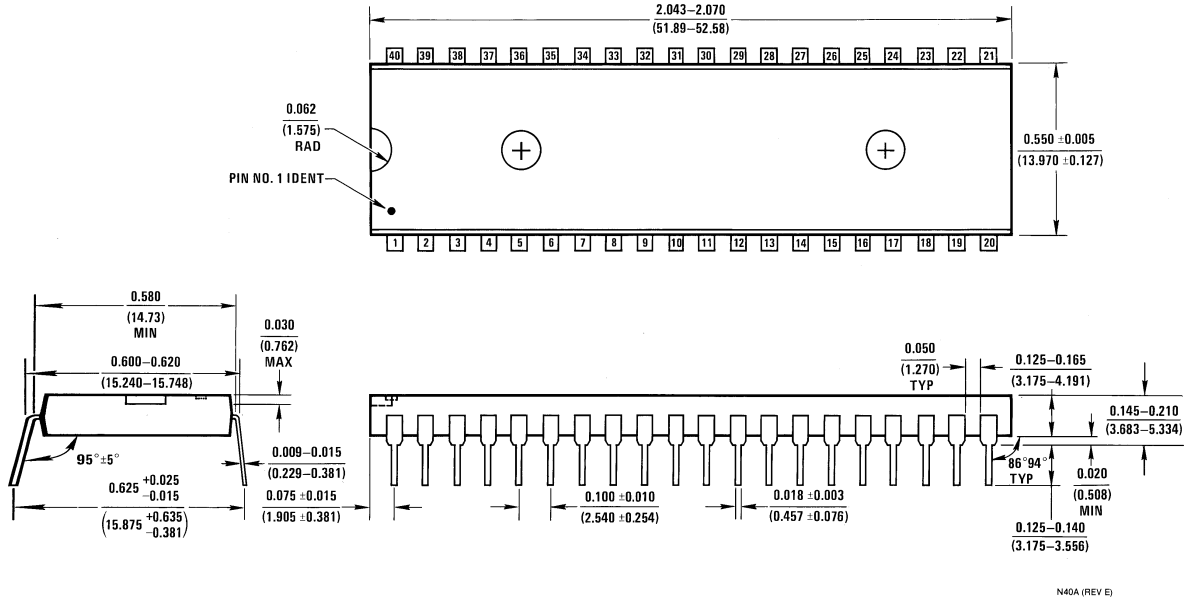 2.043–2.070
(51.89–52.58)
40 39 38 37 36 35 34 33 32 31 30 29 28 27 26 25 24 23 22 21
0.062
(1.575)
RAD
PIN NO. 1 IDENT
0.550 ±0.005
(13.970 ±0.127)
1 2 3 4 5 6 7 8 9 10 11 12 13 14 15 16 17 18 19 20
0.580
(14.73)
MIN
0.030
(0.762)
MAX
0.600–0.620
(15.240–15.748)
95°±5°
0.009–0.015
(0.229–0.381)
0.625 +0.025 -0.015
(15.875 +0.635 -0.381)
0.075 ±0.015
(1.905 ±0.381)
0.100 ±0.010
(2.540 ±0.254)
0.018 ±0.003
(0.457 ±0.076)
0.050
(1.270)
TYP
0.125–0.165
(3.175–4.191)
0.145–0.210
(3.683–5.334)
86°94°
TYP
0.020
(0.508)
MIN
0.125–0.140
(3.175–3.556)
N40A (REV E)